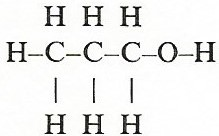 H H H
H–C–C–C–O–H
| | |
H H H